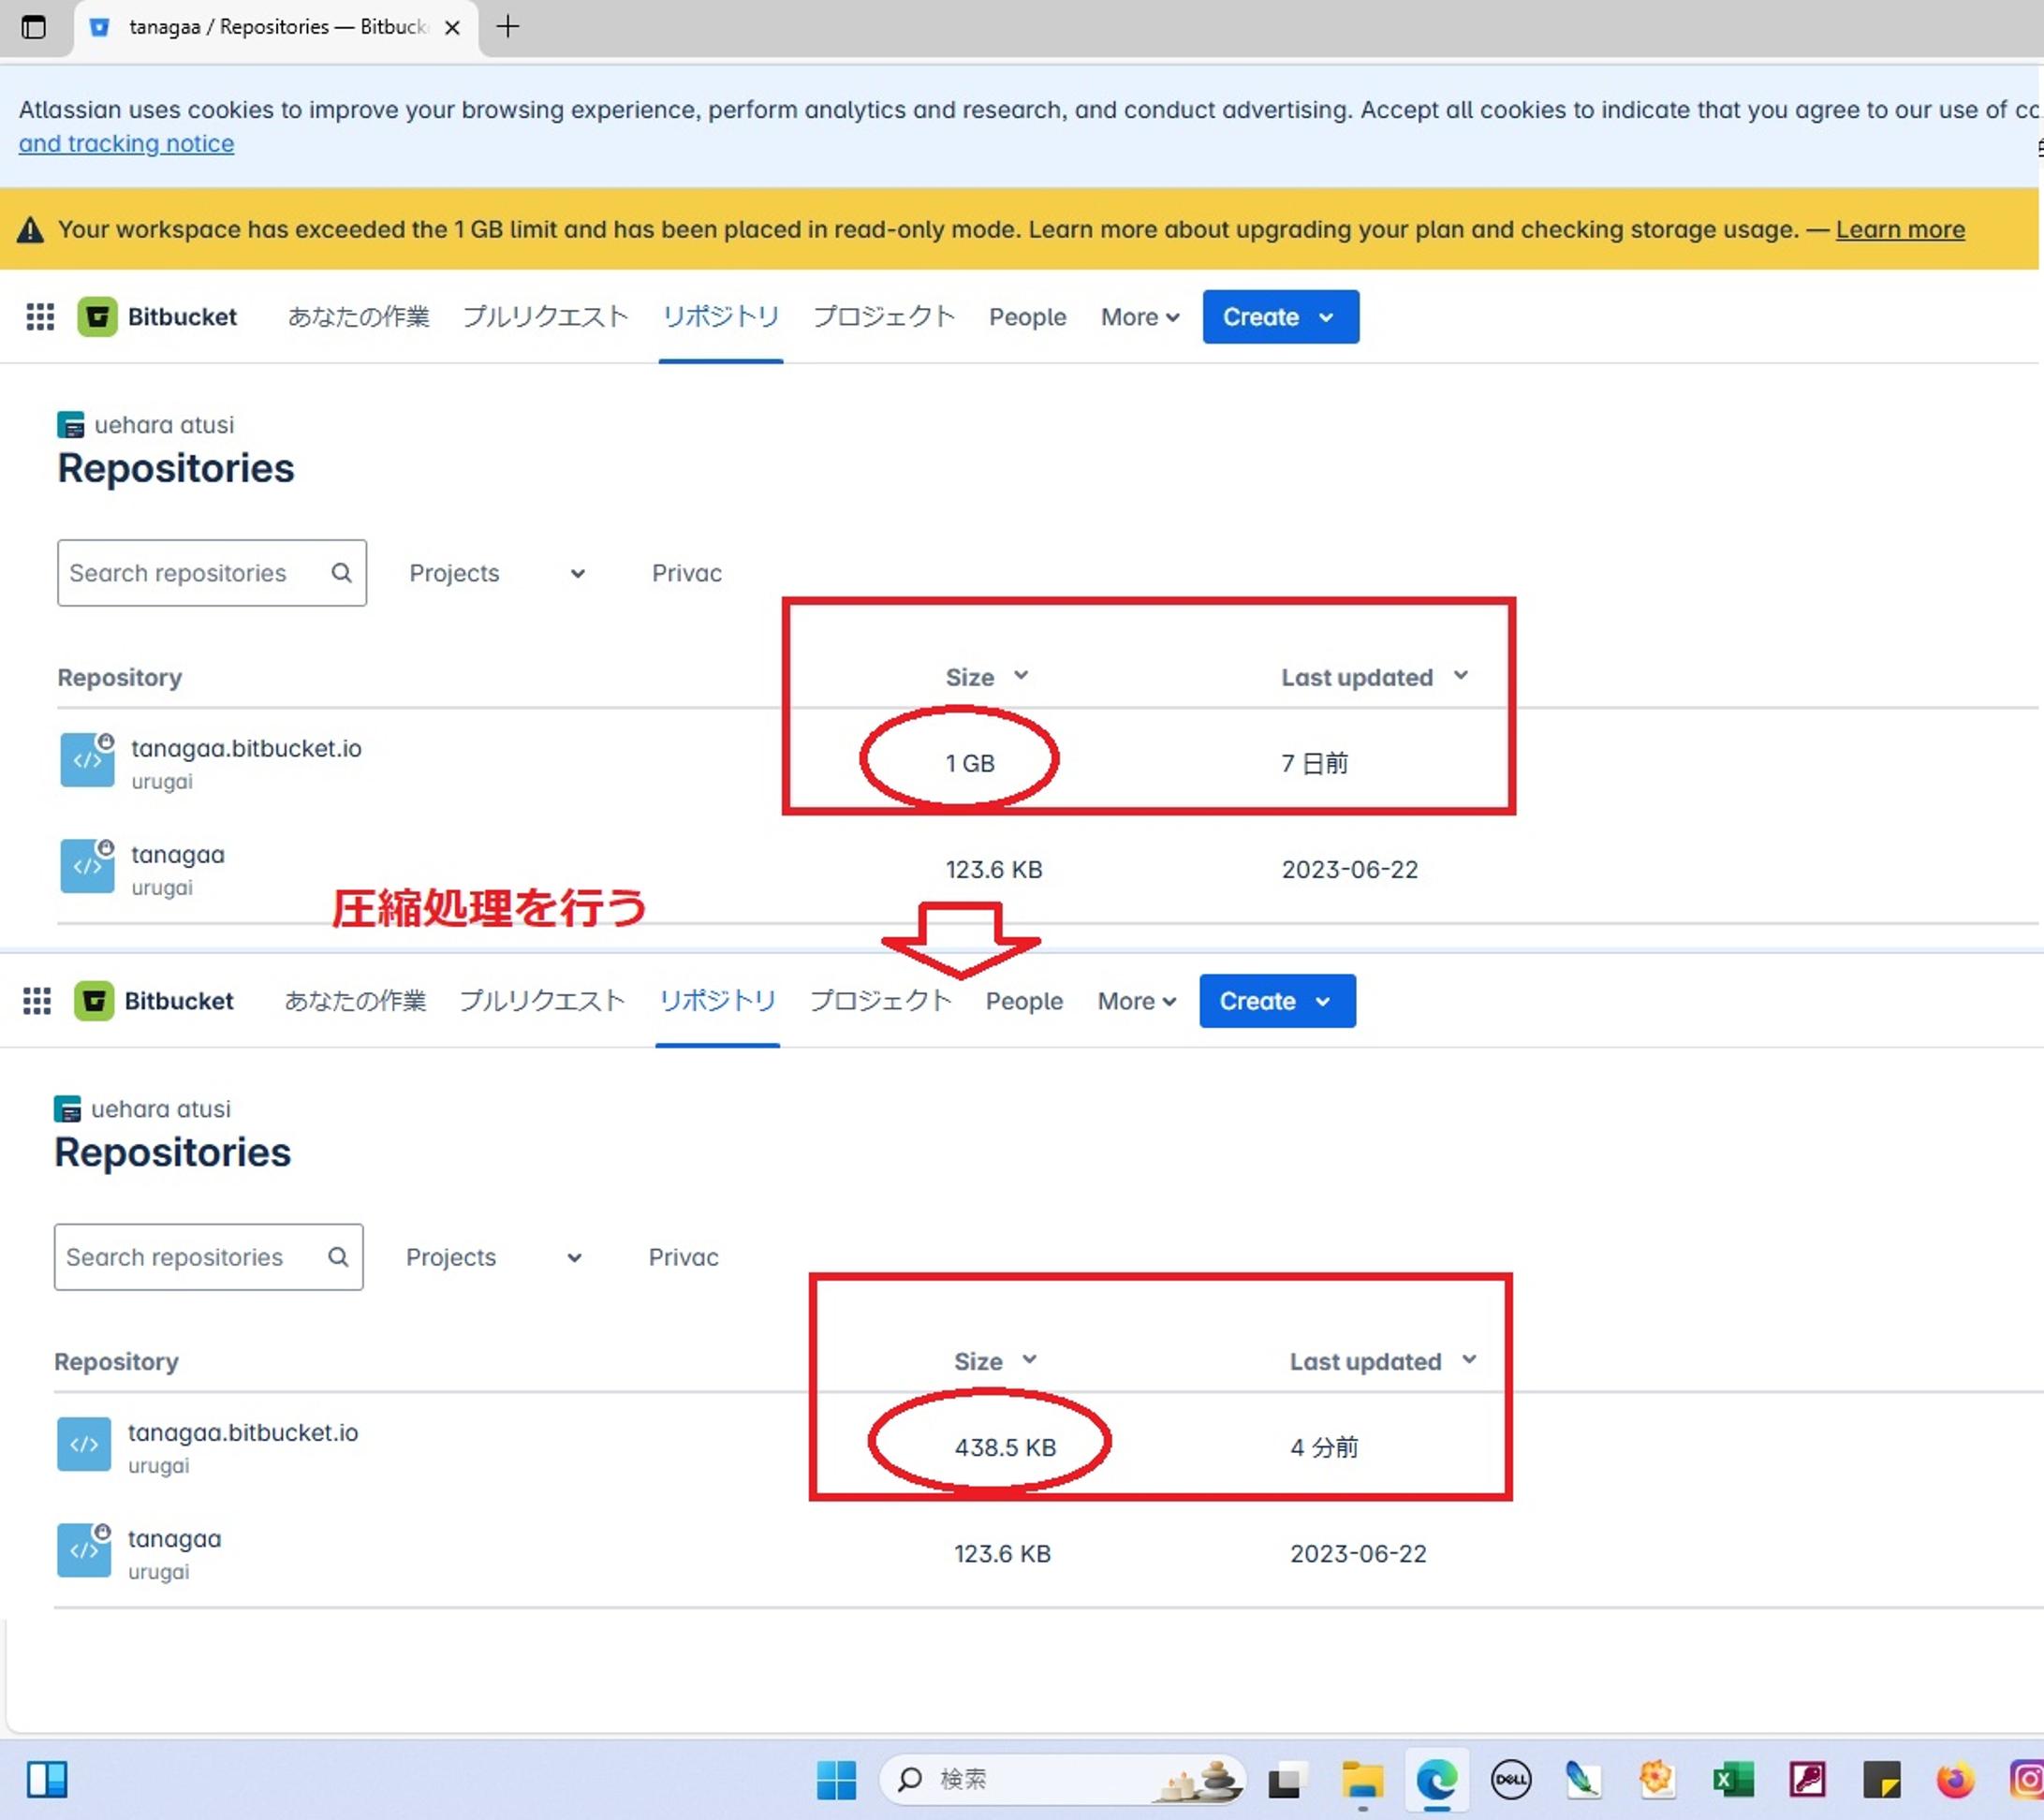 tanagaa / Repositories — Bitbuck
Atlassian uses cookies to improve your browsing experience, perform analytics and research, and conduct advertising. Accept all cookies to indicate that you agree to our use of
and tracking notice
Your workspace has exceeded the 1 GB limit and has been placed in read-only mode. Learn more about upgrading your plan and checking storage usage. — Learn more
Bitbucket あなたの作業 プルリクエスト リポジトリ プロジェクト People More Create
uehara atusi
Repositories
Search repositories Projects Privac
Repository Size Last updated
tanagaa.bitbucket.io
urugai
1 GB 7 日前
tanagaa
urugai
123.6 KB 2023-06-22
圧縮処理を行う
Bitbucket あなたの作業 プルリクエスト リポジトリ プロジェクト People More Create
uehara atusi
Repositories
Search repositories Projects Privac
Repository Size Last updated
tanagaa.bitbucket.io
urugai
438.5 KB 4 分前
tanagaa
urugai
123.6 KB 2023-06-22
検索
DELL